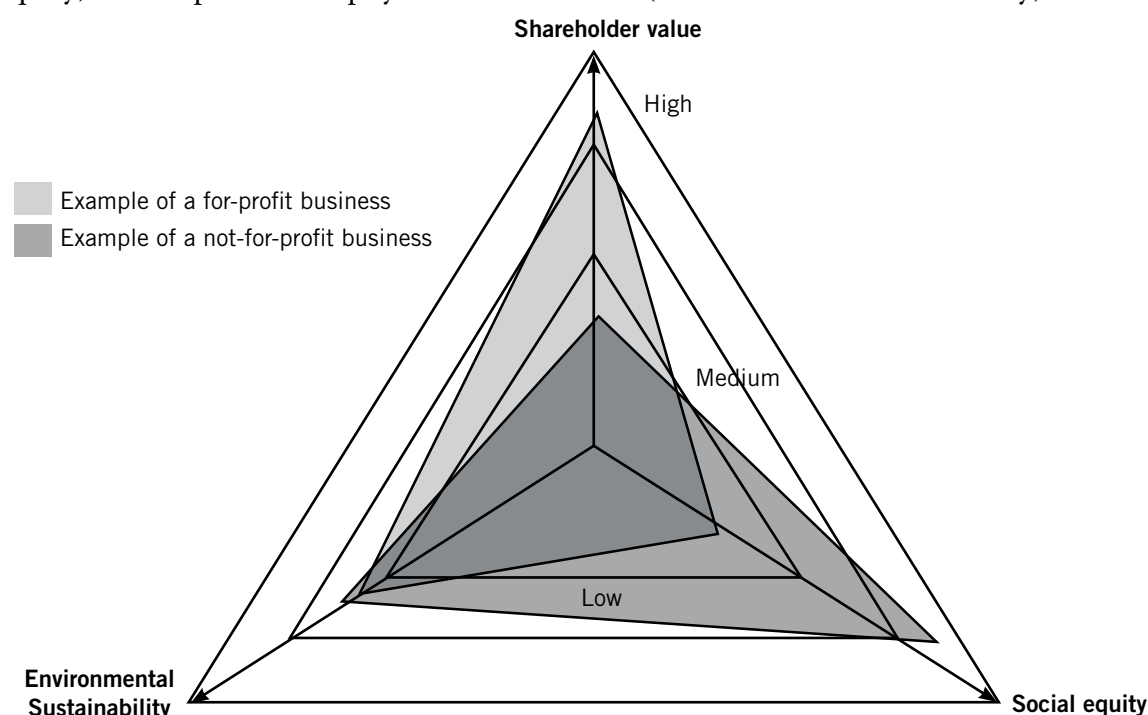 Shareholder value
High
Example of a for-profit business
Example of a not-for-profit business
Medium
Low
Environmental
Sustainability
Social equity